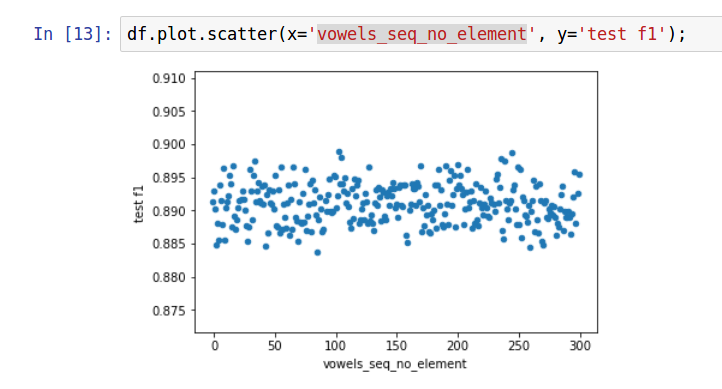 In [13]: df.plot.scatter(x='vowels_seq_no_element', y='test f1');
0.910
0.905
0.900
0.895
0.890
0.885
0.880
0.875
test f1
0 50 100 150 200 250 300
vowels_seq_no_element